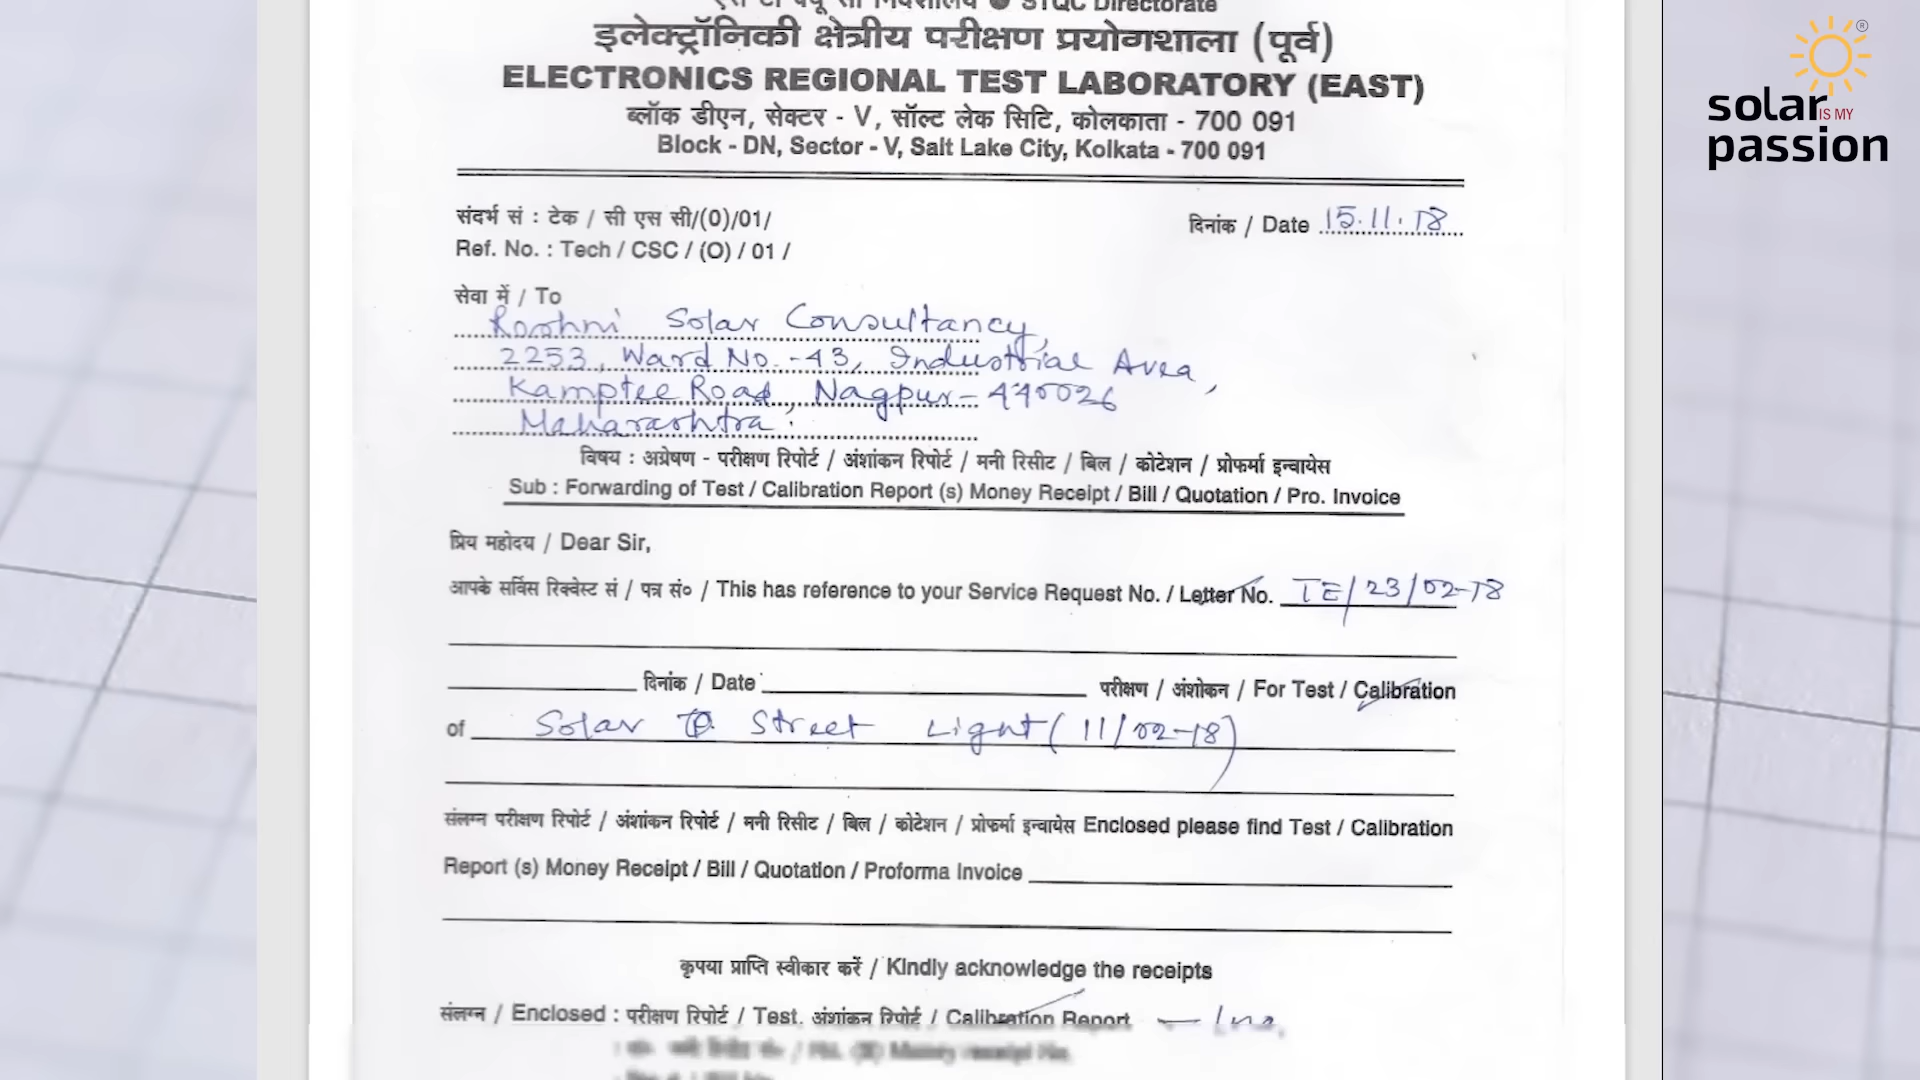 STQC Directorate
इलेक्ट्रॉनिकी क्षेत्रीय परीक्षण प्रयोगशाला (पूर्व)
ELECTRONICS REGIONAL TEST LABORATORY (EAST)
ब्लॉक डीएन, सेक्टर - V, सॉल्ट लेक सिटि, कोलकाता - 700 091
Block - DN, Sector - V, Salt Lake City, Kolkata - 700 091
संदर्भ सं : टेक / सी एस सी/(0)/01/
दिनांक / Date 15.11.18
Ref. No. : Tech / CSC / (O) / 01 /
सेवा में / To
Roshni Solar Consultancy,
2253, Ward No.-43, Industrial Area,
Kamptee Road, Nagpur-440026
Maharashtra.
विषय : अग्रेषण - परीक्षण रिपोर्ट / अंशांकन रिपोर्ट / मनी रिसीट / बिल / कोटेशन / प्रोफर्मा इन्वायेस
Sub : Forwarding of Test / Calibration Report (s) Money Receipt / Bill / Quotation / Pro. Invoice
प्रिय महोदय / Dear Sir,
आपके सर्विस रिक्वेस्ट सं / पत्र सं० / This has reference to your Service Request No. / Letter No. TE/23/02-18
दिनांक / Date परीक्षण / अंशोकन / For Test / Calibration
of Solar Street Light (11/02-18)
संलग्न परीक्षण रिपोर्ट / अंशांकन रिपोर्ट / मनी रिसीट / बिल / कोटेशन / प्रोफर्मा इन्वायेस Enclosed please find Test / Calibration
Report (s) Money Receipt / Bill / Quotation / Proforma Invoice
कृपया प्राप्ति स्वीकार करें / Kindly acknowledge the receipts
संलग्न / Enclosed : परीक्षण रिपोर्ट / Test. अंशांकन रिपोर्ट / Calibration Report
solar
IS MY
passion
®